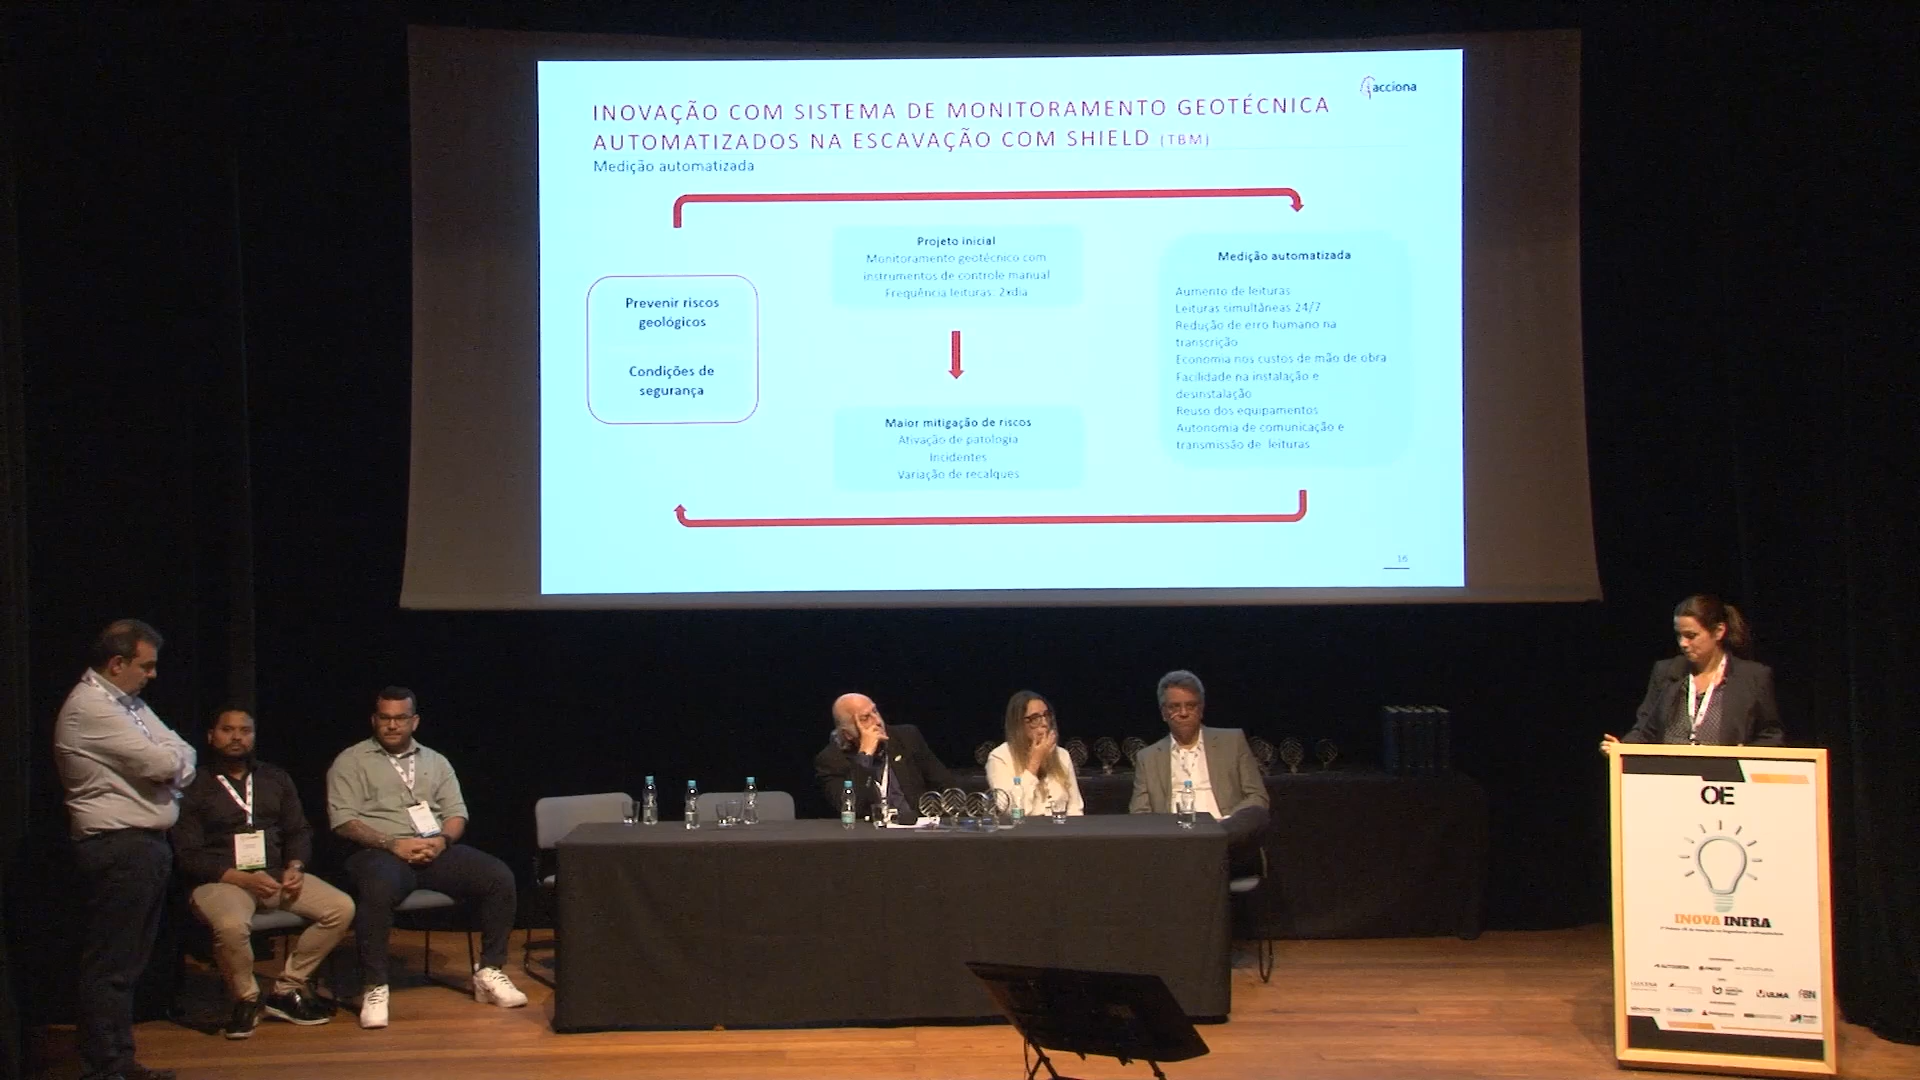 acciona
INOVAÇÃO COM SISTEMA DE MONITORAMENTO GEOTÉCNICA
AUTOMATIZADOS NA ESCAVAÇÃO COM SHIELD (TBM)
Medição automatizada
Prevenir riscos
geológicos
Condições de
segurança
Projeto inicial
Monitoramento geotécnico com
instrumentos de controle manual
Frequência leituras: 2xdia
Maior mitigação de riscos
Ativação de patologia
Incidentes
Variação de recalques
Medição automatizada
Aumento de leituras
Leituras simultâneas 24/7
Redução de erro humano na
transcrição
Economia nos custos de mão de obra
Facilidade na instalação e
desinstalação
Reuso dos equipamentos
Autonomia de comunicação e
transmissão de leituras
16
OE
INOVA INFRA
ULMA